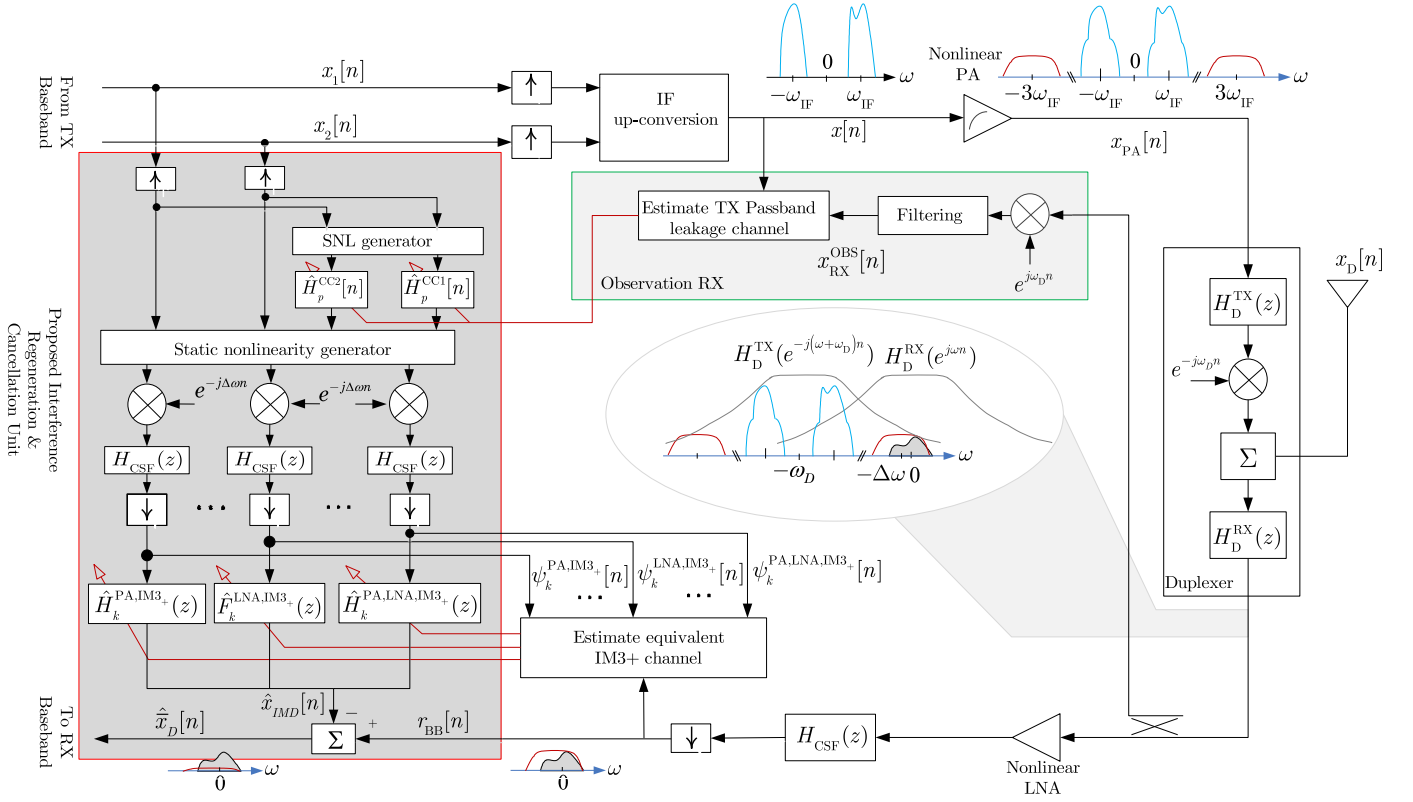 From TX
Baseband
x₁[n]
x₂[n]
↑
↑
IF
up-conversion
x[n]
−ω_IF 0 ω_IF ω
Nonlinear
PA
−3ω_IF −ω_IF 0 ω_IF 3ω_IF ω
x_PA[n]
↑
↑
SNL generator
Ĥ_p^CC2[n]
Ĥ_p^CC1[n]
Static nonlinearity generator
Estimate TX Passband
leakage channel
Filtering
x_RX^OBS[n]
e^{jω_D n}
Observation RX
x_D[n]
H_D^TX(z)
e^{−jω_D n}
Σ
H_D^RX(z)
Duplexer
H_D^TX(e^{−j(ω+ω_D)n}) H_D^RX(e^{jωn})
−ω_D −Δω 0 ω
Proposed Interference
Regeneration &
Cancellation Unit
e^{−jΔωn}
e^{−jΔωn}
H_CSF(z)
H_CSF(z)
H_CSF(z)
↓ ... ↓ ... ↓
ψ_k^{PA,IM3+}[n] ψ_k^{LNA,IM3+}[n] ψ_k^{PA,LNA,IM3+}[n]
... ...
Ĥ_k^{PA,IM3+}(z)
F̂_k^{LNA,IM3+}(z)
Ĥ_k^{PA,LNA,IM3+}(z)
Estimate equivalent
IM3+ channel
To RX
Baseband
x̂̄_D[n]
x̂_IMD[n]
−
+
Σ
r_BB[n]
↓
H_CSF(z)
Nonlinear
LNA
0 ω
0 ω